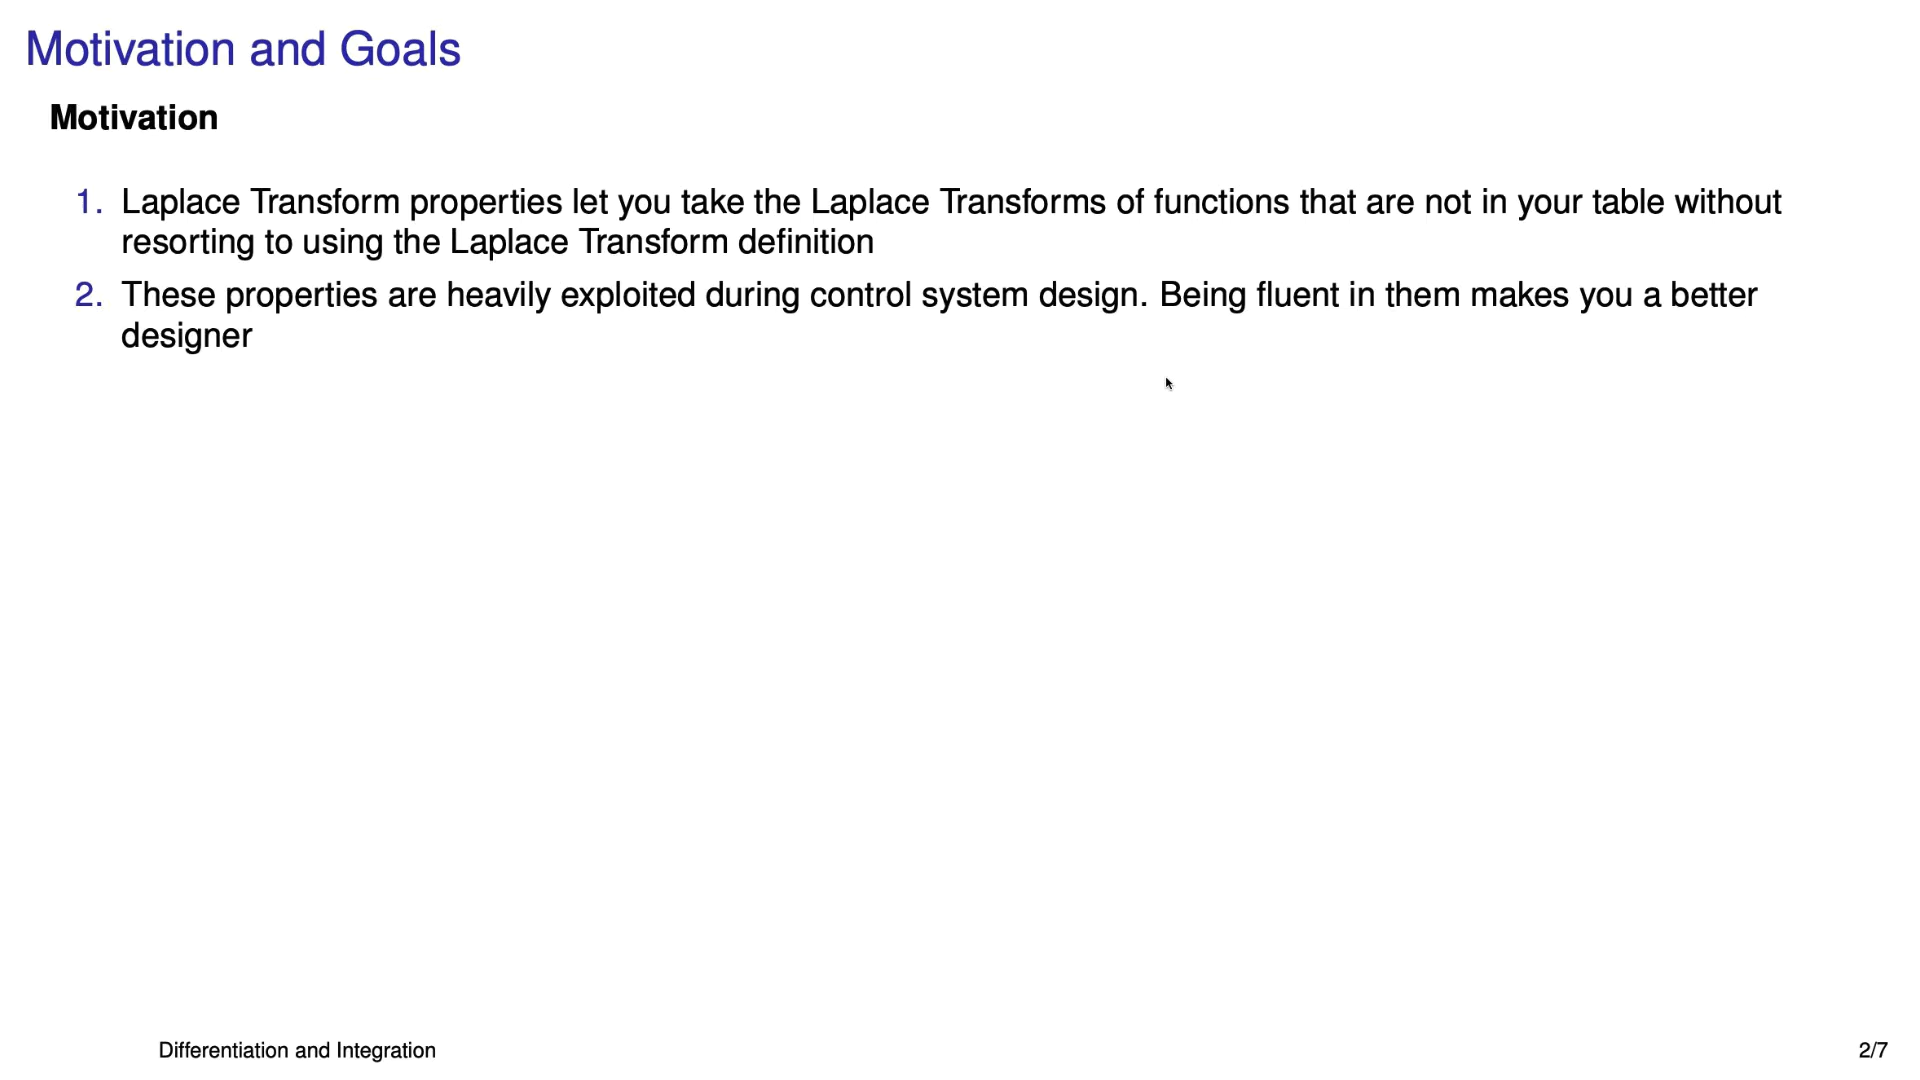 Motivation and Goals
Motivation
1. Laplace Transform properties let you take the Laplace Transforms of functions that are not in your table without
resorting to using the Laplace Transform definition
2. These properties are heavily exploited during control system design. Being fluent in them makes you a better
designer
Differentiation and Integration
2/7